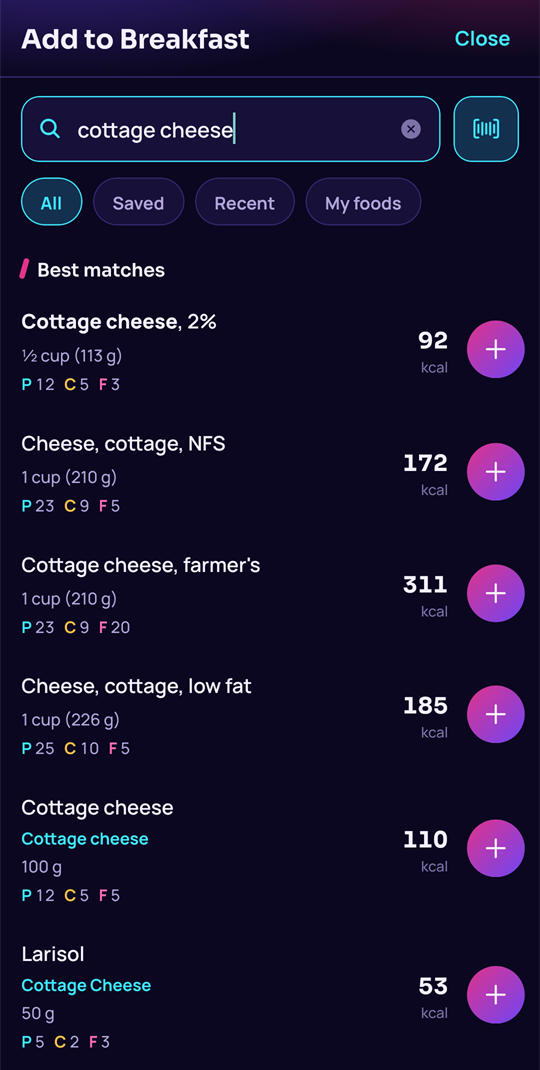 Add to Breakfast
Close
cottage cheese
All
Saved
Recent
My foods
Best matches
Cottage cheese, 2%
½ cup (113 g)
P 12 C 5 F 3
92
kcal
Cheese, cottage, NFS
1 cup (210 g)
P 23 C 9 F 5
172
kcal
Cottage cheese, farmer's
1 cup (210 g)
P 23 C 9 F 20
311
kcal
Cheese, cottage, low fat
1 cup (226 g)
P 25 C 10 F 5
185
kcal
Cottage cheese
Cottage cheese
100 g
P 12 C 5 F 5
110
kcal
Larisol
Cottage Cheese
50 g
P 5 C 2 F 3
53
kcal